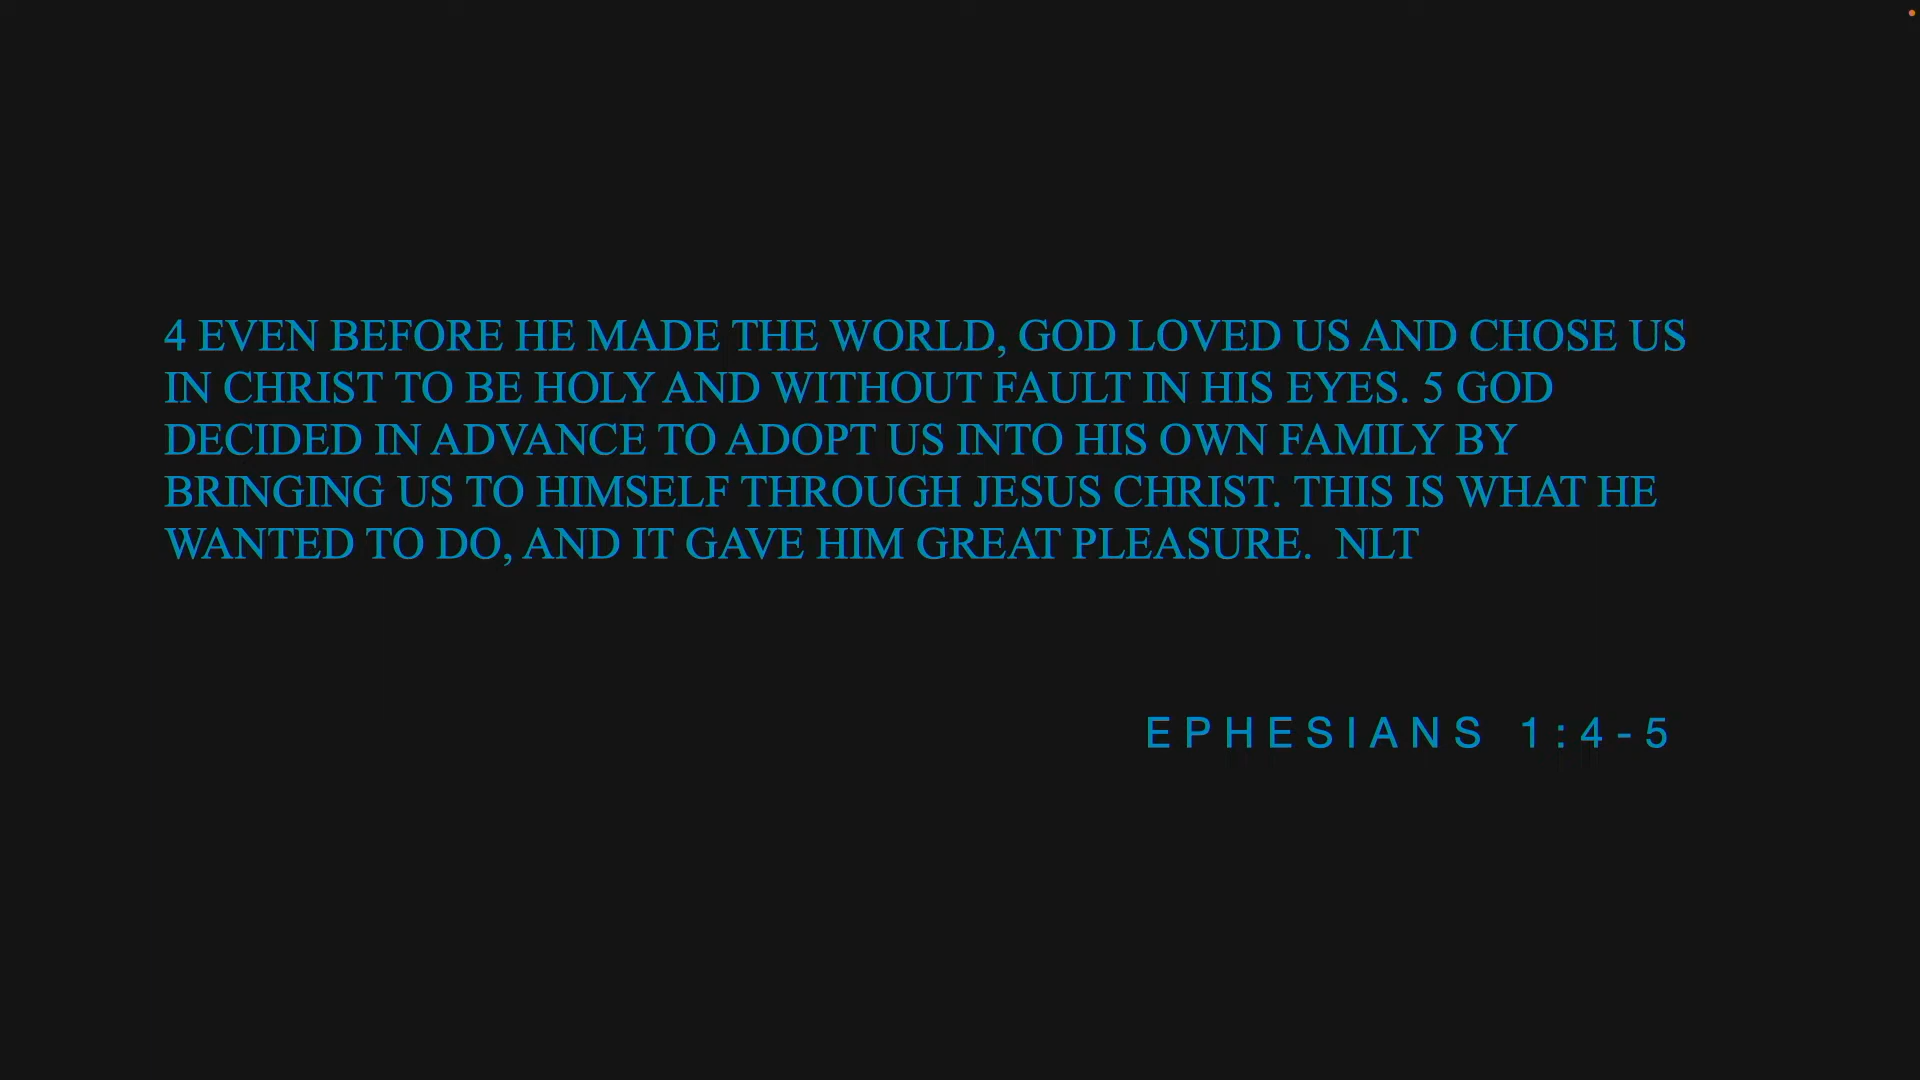 4 EVEN BEFORE HE MADE THE WORLD, GOD LOVED US AND CHOSE US
IN CHRIST TO BE HOLY AND WITHOUT FAULT IN HIS EYES. 5 GOD
DECIDED IN ADVANCE TO ADOPT US INTO HIS OWN FAMILY BY
BRINGING US TO HIMSELF THROUGH JESUS CHRIST. THIS IS WHAT HE
WANTED TO DO, AND IT GAVE HIM GREAT PLEASURE.  NLT
EPHESIANS 1:4-5